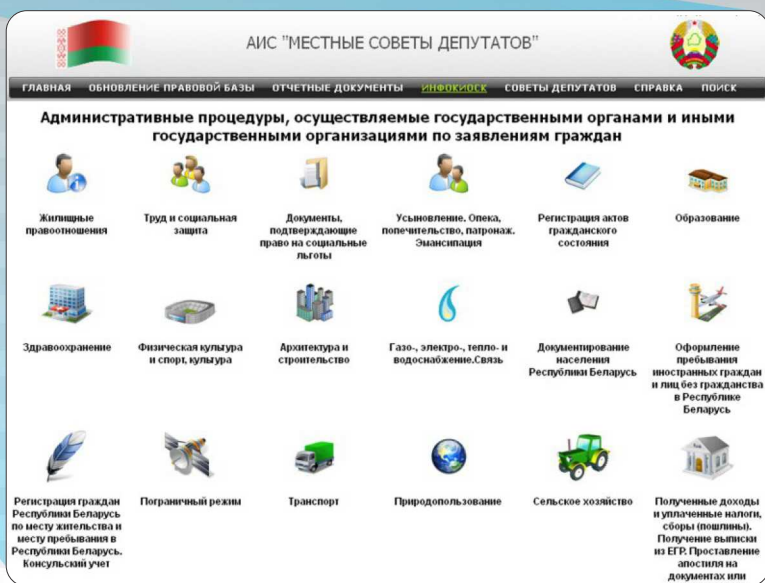 АИС "МЕСТНЫЕ СОВЕТЫ ДЕПУТАТОВ"
ГЛАВНАЯ ОБНОВЛЕНИЕ ПРАВОВОЙ БАЗЫ ОТЧЕТНЫЕ ДОКУМЕНТЫ ИНФОКИОСК СОВЕТЫ ДЕПУТАТОВ СПРАВКА ПОИСК
Административные процедуры, осуществляемые государственными органами и иными
государственными организациями по заявлениям граждан
Жилищные
правоотношения
Труд и социальная
защита
Документы,
подтверждающие
право на социальные
льготы
Усыновление. Опека,
попечительство, патронаж.
Эмансипация
Регистрация актов
гражданского
состояния
Образование
Здравоохранение
Физическая культура
и спорт, культура
Архитектура и
строительство
Газо-, электро-, тепло- и
водоснабжение.Связь
Документирование
населения
Республики Беларусь
Оформление
пребывания
иностранных граждан
и лиц без гражданства
в Республике
Беларусь
Регистрация граждан
Республики Беларусь
по месту жительства и
месту пребывания в
Республики Беларусь.
Консульский учет
Пограничный режим
Транспорт
Природопользование
Сельское хозяйство
Полученные доходы
и уплаченные налоги,
сборы (пошлины).
Получение выписки
из ЕГР. Проставление
апостиля на
документах или